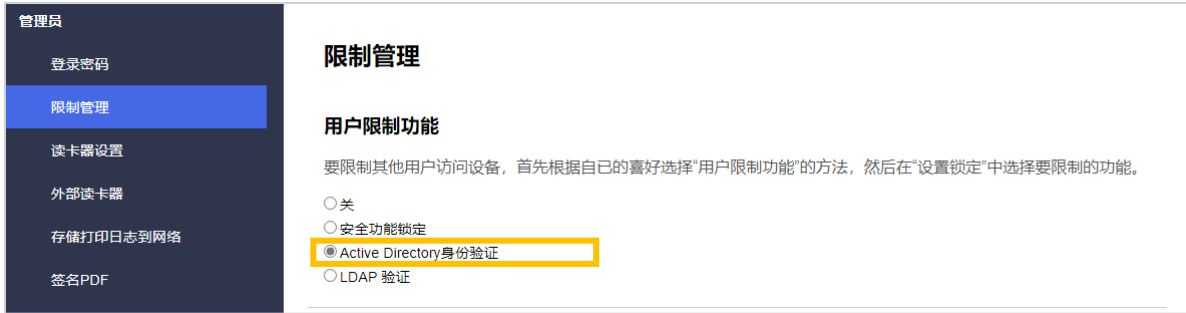 管理员
登录密码
限制管理
读卡器设置
外部读卡器
存储打印日志到网络
签名PDF
限制管理
用户限制功能
要限制其他用户访问设备，首先根据自已的喜好选择“用户限制功能”的方法，然后在“设置锁定”中选择要限制的功能。
关
安全功能锁定
Active Directory身份验证
LDAP 验证